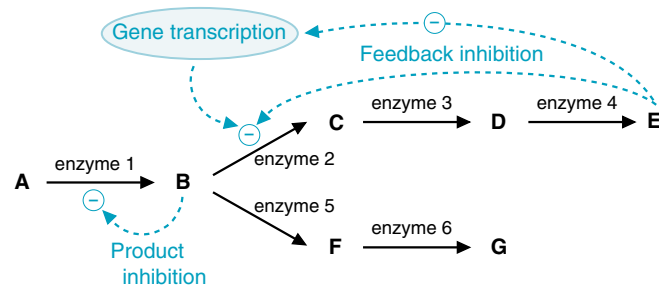 −
Gene transcription
Feedback inhibition
−
enzyme 3
enzyme 4
C
D
E
enzyme 2
enzyme 1
A
B
−
enzyme 5
Product
inhibition
F
enzyme 6
G